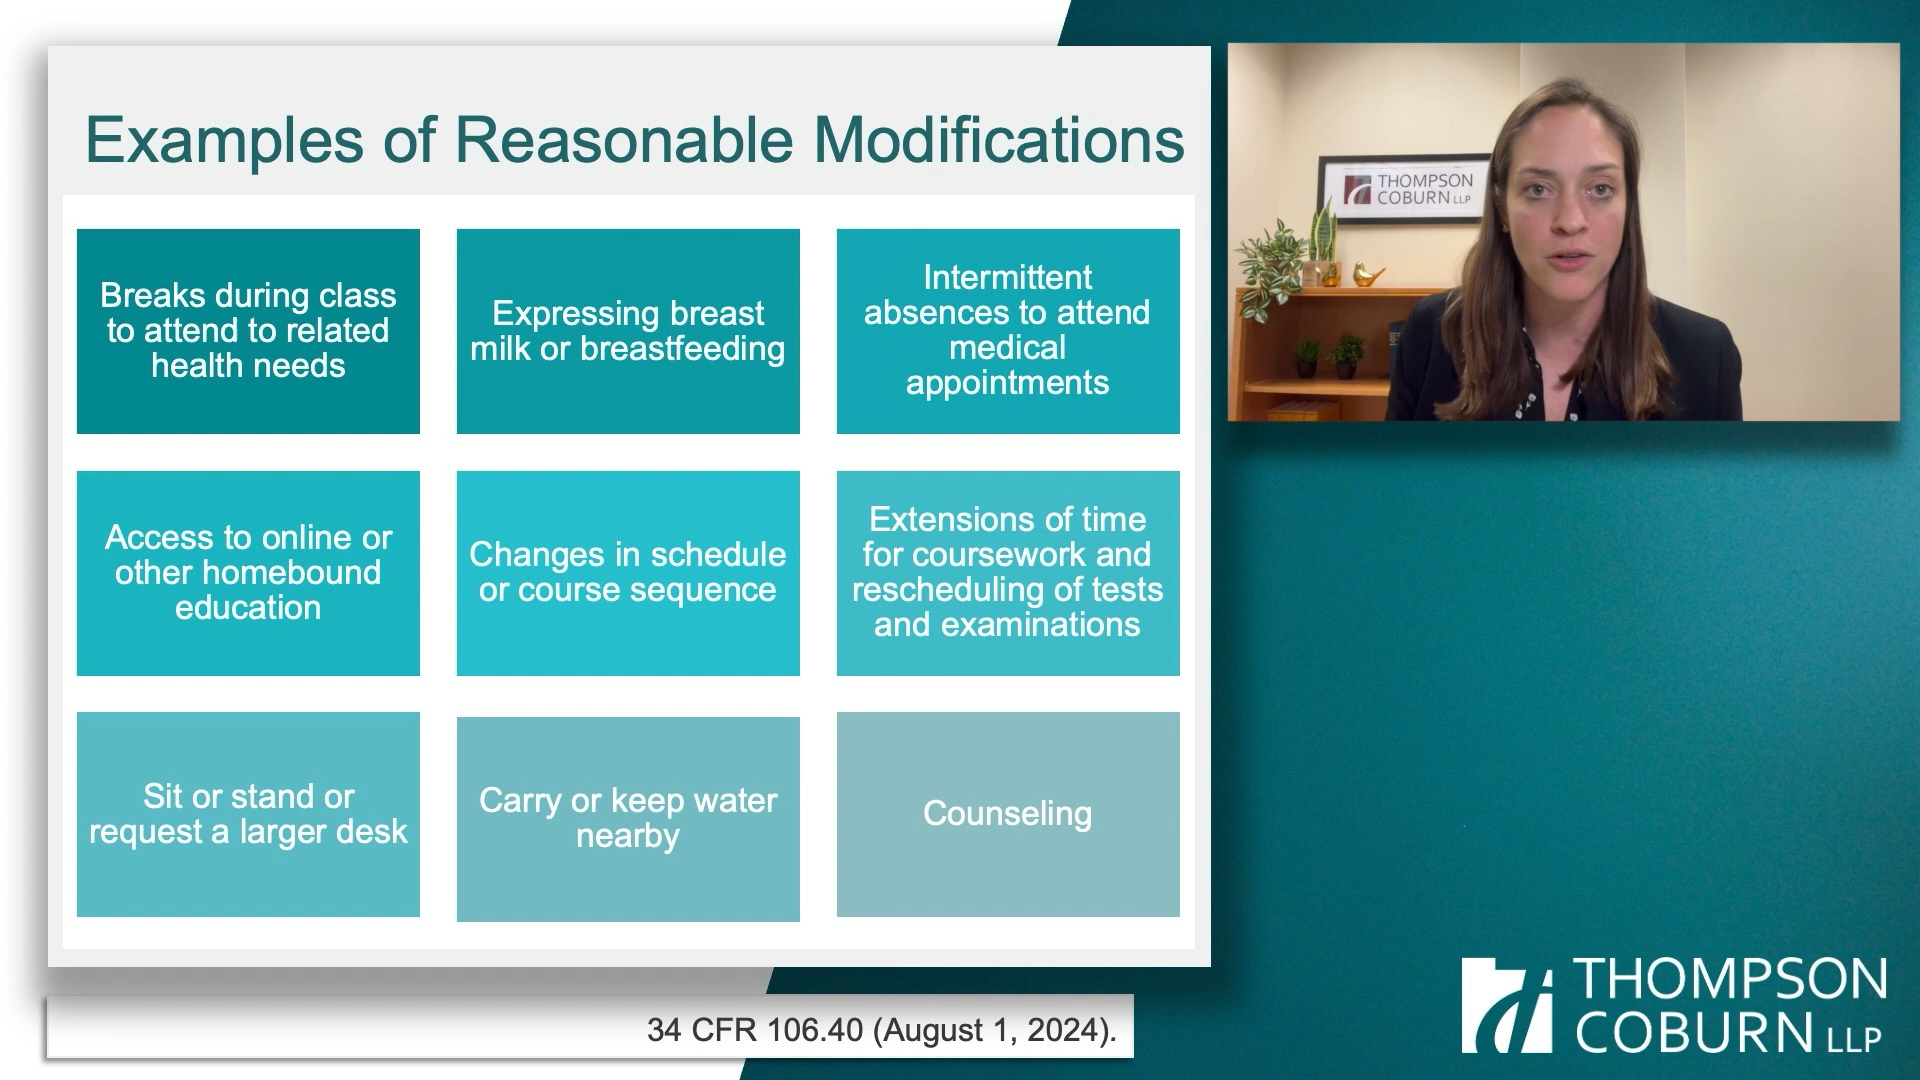 Examples of Reasonable Modifications
Breaks during class
to attend to related
health needs
Expressing breast
milk or breastfeeding
Intermittent
absences to attend
medical
appointments
Access to online or
other homebound
education
Changes in schedule
or course sequence
Extensions of time
for coursework and
rescheduling of tests
and examinations
Sit or stand or
request a larger desk
Carry or keep water
nearby
Counseling
34 CFR 106.40 (August 1, 2024).
THOMPSON
COBURN LLP
THOMPSON
COBURN LLP